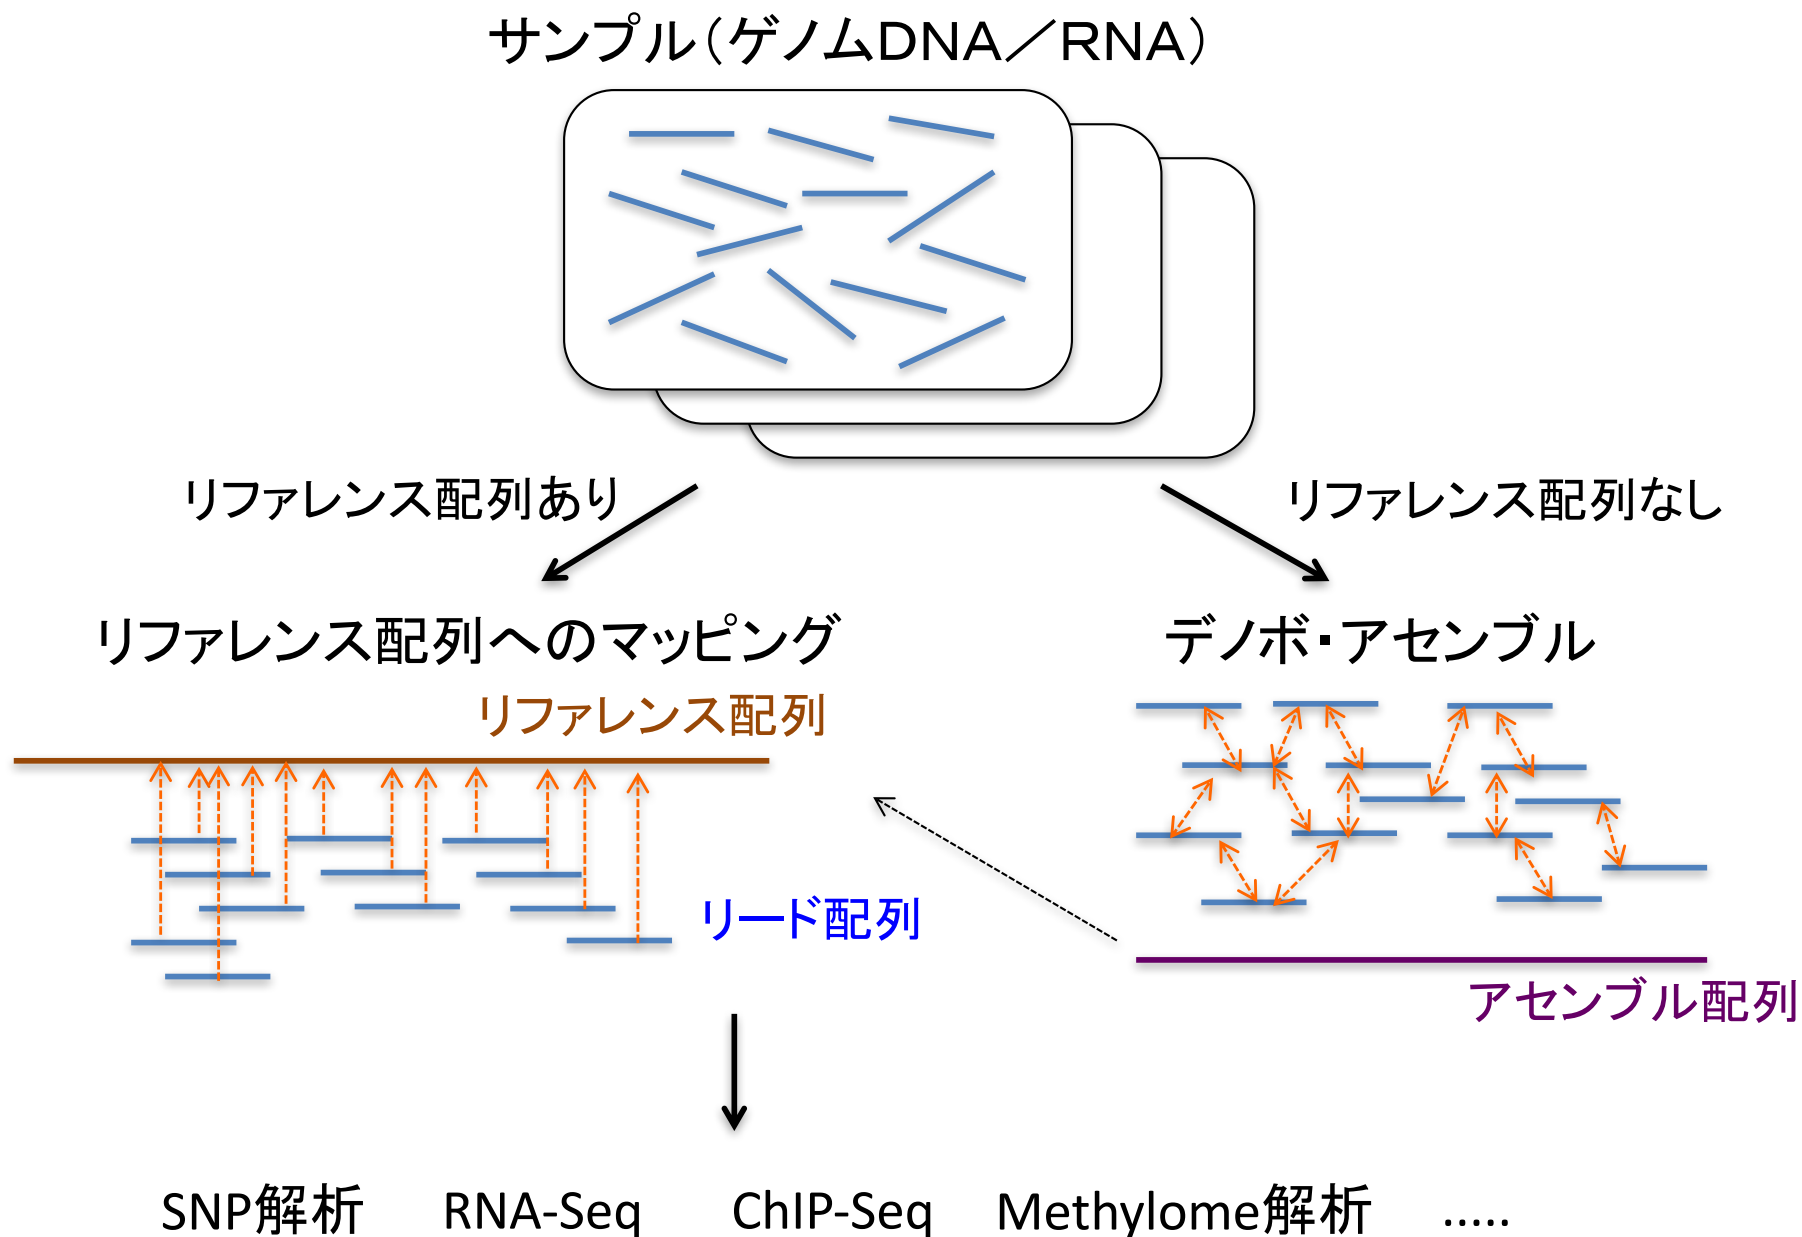 サンプル（ゲノムDNA／RNA）
リファレンス配列あり
リファレンス配列なし
リファレンス配列へのマッピング
デノボ・アセンブル
リファレンス配列
リード配列
アセンブル配列
SNP解析 RNA-Seq ChIP-Seq Methylome解析 .....